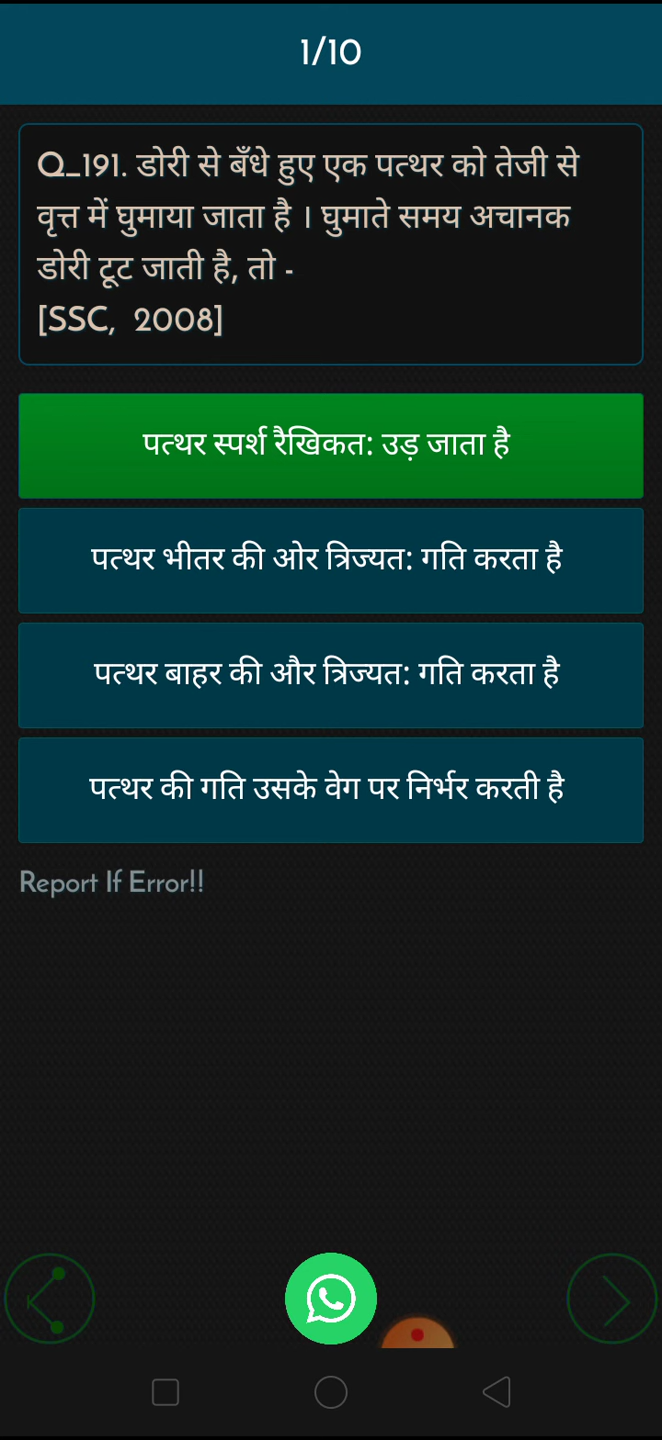 1/10
Q_191. डोरी से बँधे हुए एक पत्थर को तेजी से
वृत्त में घुमाया जाता है । घुमाते समय अचानक
डोरी टूट जाती है, तो -
[SSC, 2008]
पत्थर स्पर्श रैखिकत: उड़ जाता है
पत्थर भीतर की ओर त्रिज्यत: गति करता है
पत्थर बाहर की और त्रिज्यत: गति करता है
पत्थर की गति उसके वेग पर निर्भर करती है
Report If Error!!